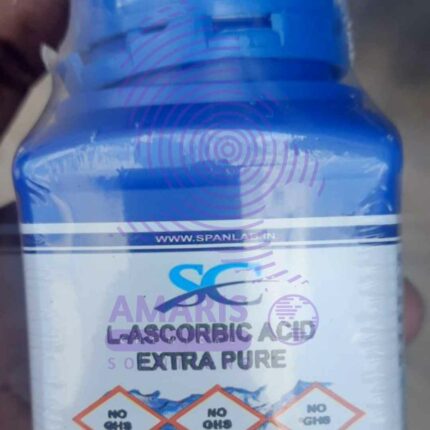 WWW.SPANLAB.IN
SC
AMARIS
L-ASCORBIC ACID
EXTRA PURE
NO
GHS
NO
GHS
NO
GHS